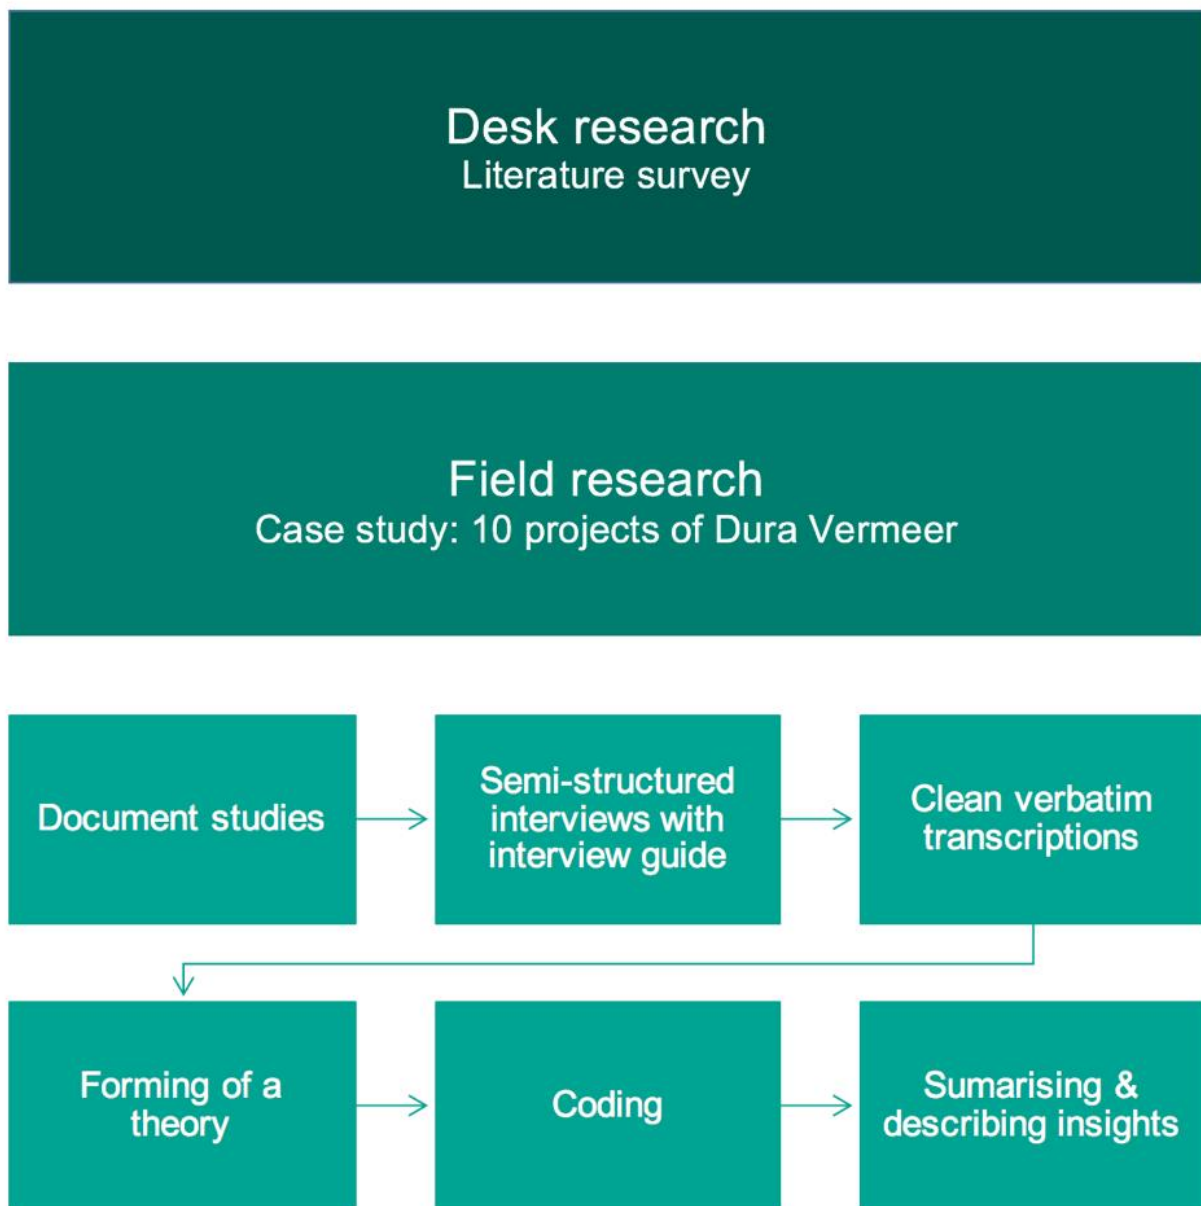 Desk research
Literature survey
Field research
Case study: 10 projects of Dura Vermeer
Document studies
Semi-structured
interviews with
interview guide
Clean verbatim
transcriptions
Forming of a
theory
Coding
Sumarising &
describing insights